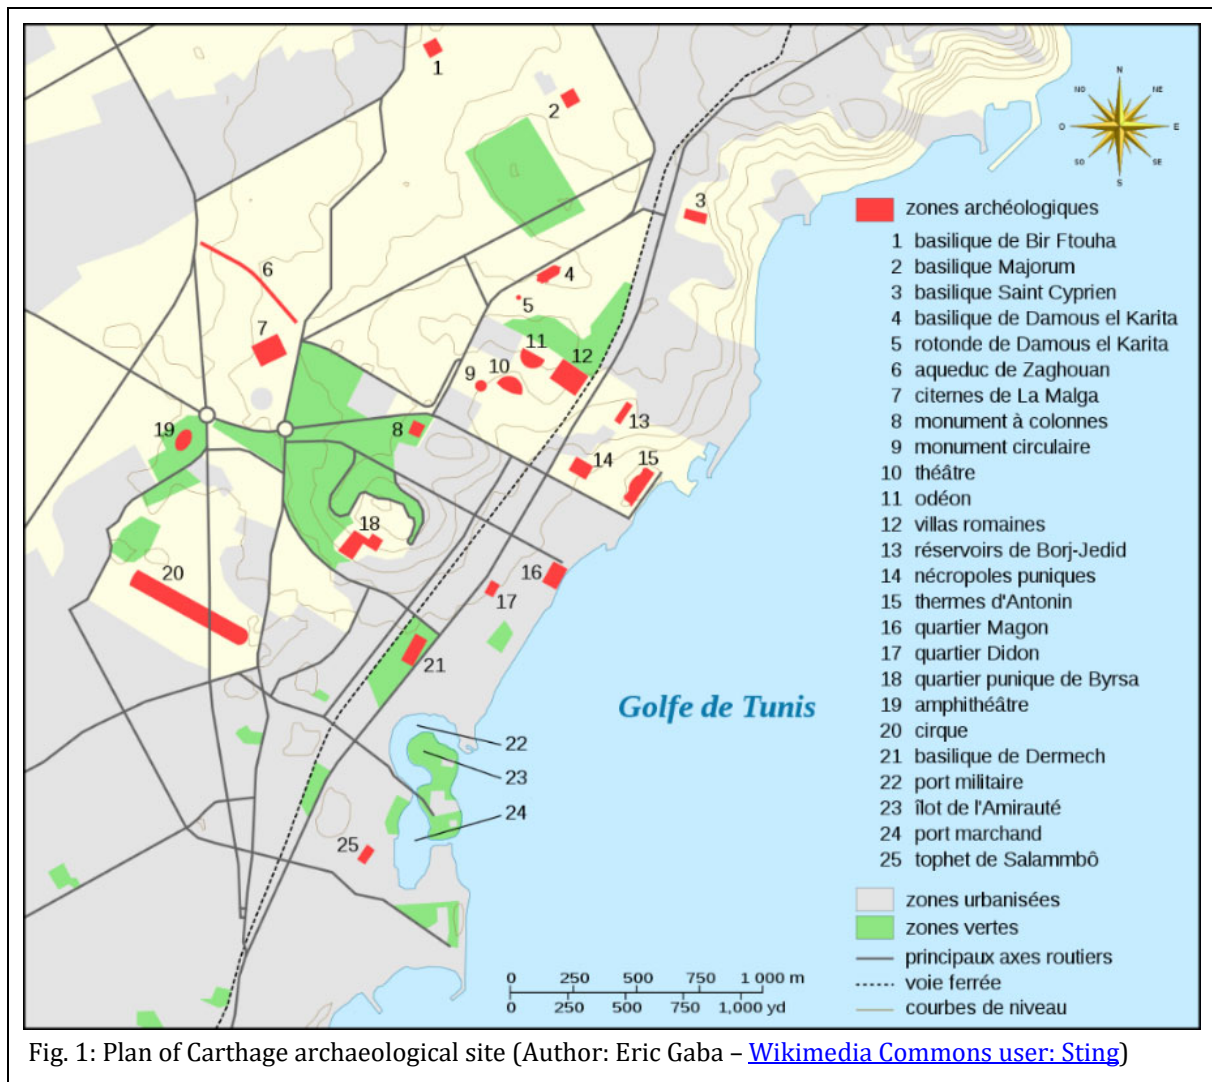 1
2
3
4
5
6
7
8
9
10
11
12
13
14
15
16
17
18
19
20
21
22
23
24
25
Golfe de Tunis
N
NE
E
SE
S
SO
O
NO
zones archéologiques
1 basilique de Bir Ftouha
2 basilique Majorum
3 basilique Saint Cyprien
4 basilique de Damous el Karita
5 rotonde de Damous el Karita
6 aqueduc de Zaghouan
7 citernes de La Malga
8 monument à colonnes
9 monument circulaire
10 théâtre
11 odéon
12 villas romaines
13 réservoirs de Borj-Jedid
14 nécropoles puniques
15 thermes d'Antonin
16 quartier Magon
17 quartier Didon
18 quartier punique de Byrsa
19 amphithéâtre
20 cirque
21 basilique de Dermech
22 port militaire
23 îlot de l'Amirauté
24 port marchand
25 tophet de Salammbô
zones urbanisées
zones vertes
principaux axes routiers
voie ferrée
courbes de niveau
0 250 500 750 1 000 m
0 250 500 750 1,000 yd
Fig. 1: Plan of Carthage archaeological site (Author: Eric Gaba – Wikimedia Commons user: Sting)